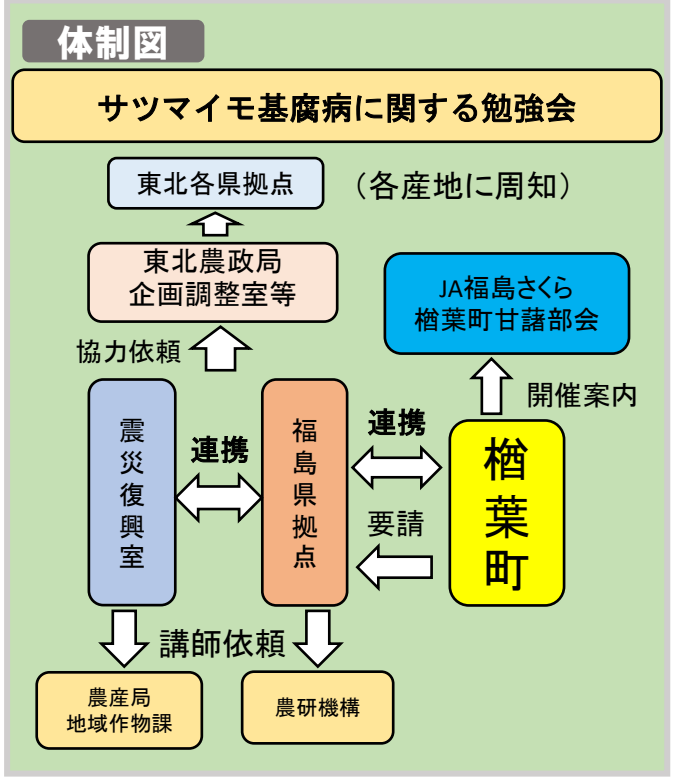 体制図
サツマイモ基腐病に関する勉強会
東北各県拠点
（各産地に周知）
東北農政局
企画調整室等
JA福島さくら
楢葉町甘藷部会
協力依頼
開催案内
震災復興室
連携
福島県拠点
連携
要請
楢葉町
講師依頼
農産局
地域作物課
農研機構